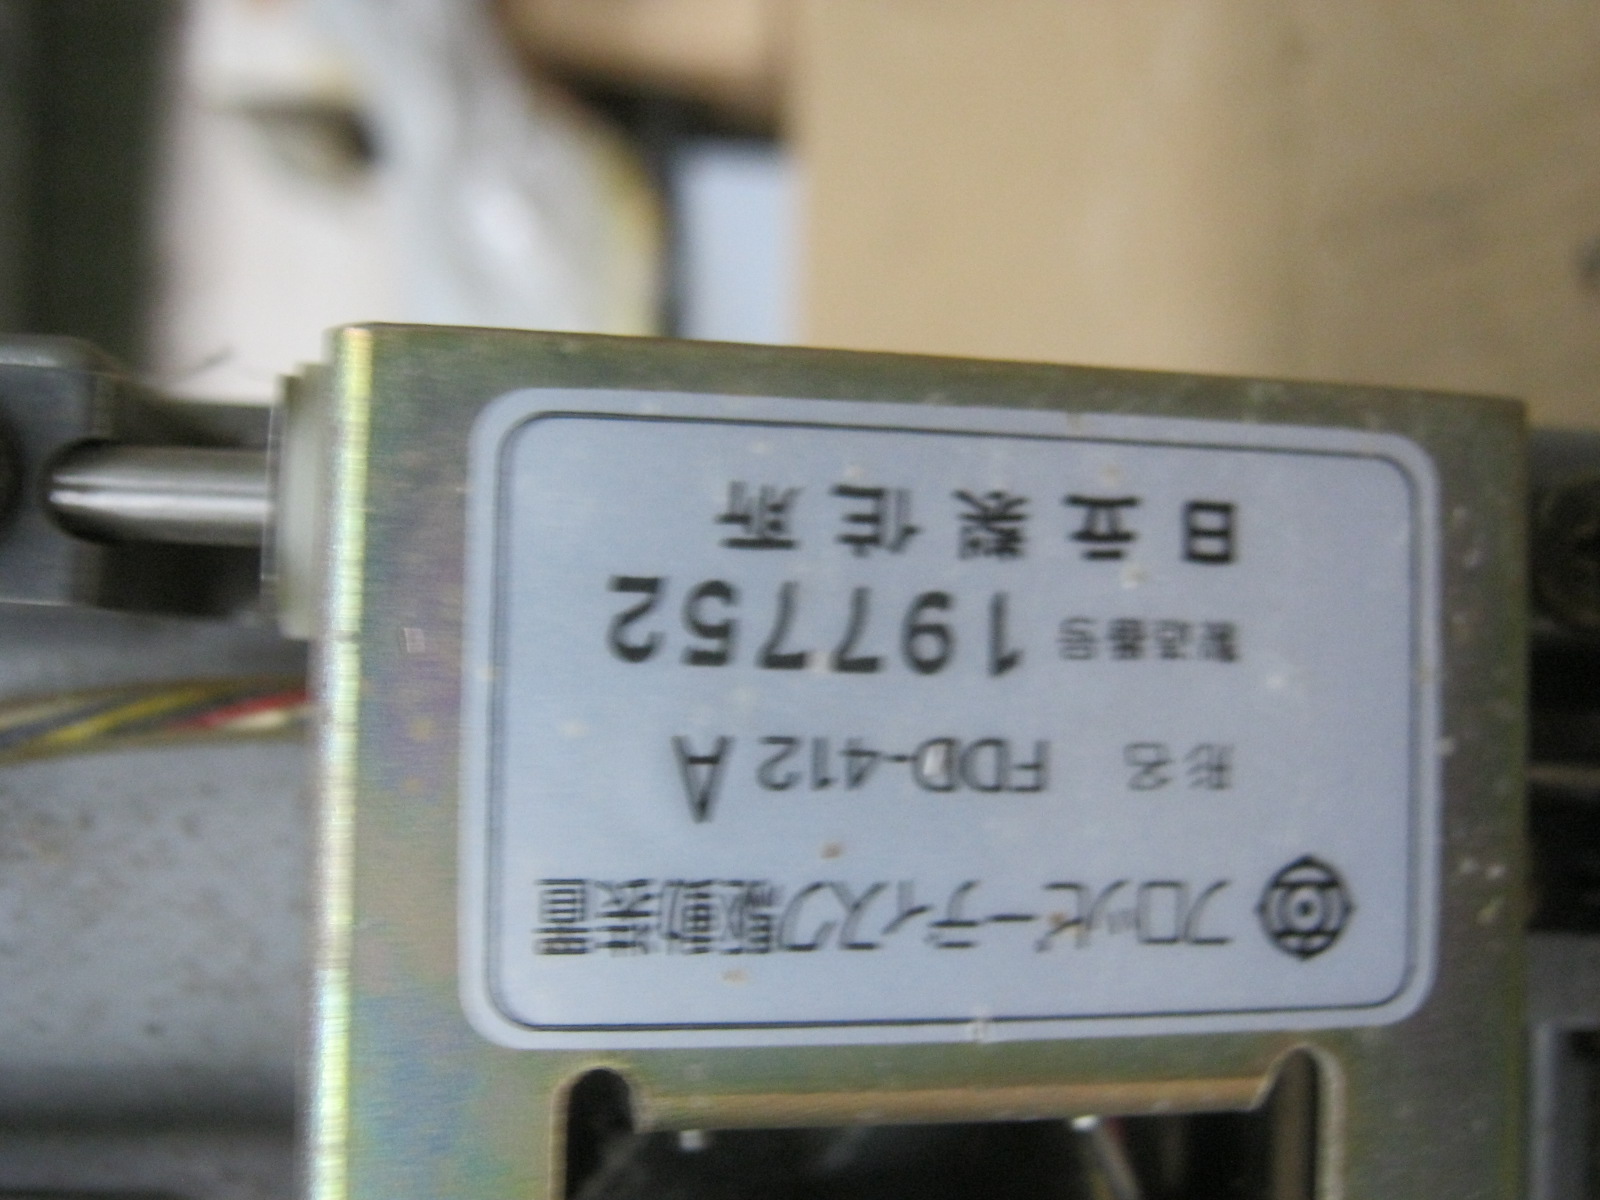 フロッピーディスク駆動装置
形名 FDD-412 A
製造番号 197752
日立製作所